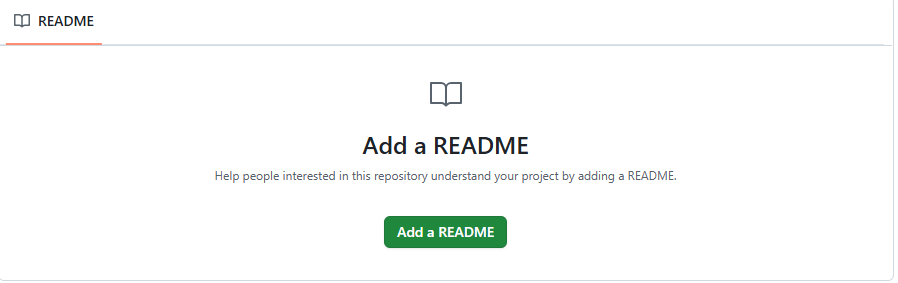 README
Add a README
Help people interested in this repository understand your project by adding a README.
Add a README